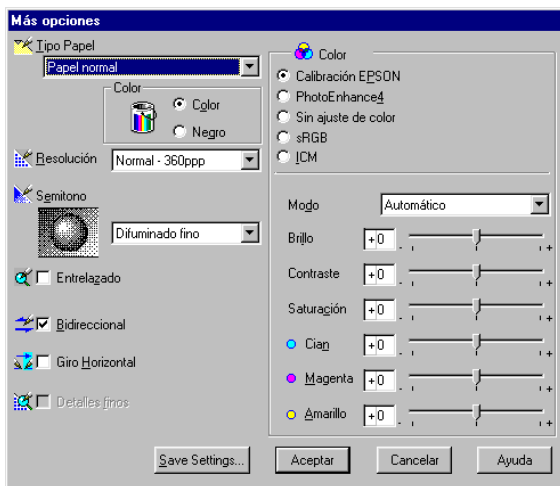 Más opciones
Tipo Papel
Papel normal
Color
Color
Negro
Resolución
Normal - 360ppp
Semitono
Difuminado fino
Entrelazado
Bidireccional
Giro Horizontal
Detalles finos
Color
Calibración EPSON
PhotoEnhance4
Sin ajuste de color
sRGB
ICM
Modo
Automático
Brillo
+0
- +
Contraste
+0
- +
Saturación
+0
- +
Cian
+0
- +
Magenta
+0
- +
Amarillo
+0
- +
Save Settings...
Aceptar
Cancelar
Ayuda